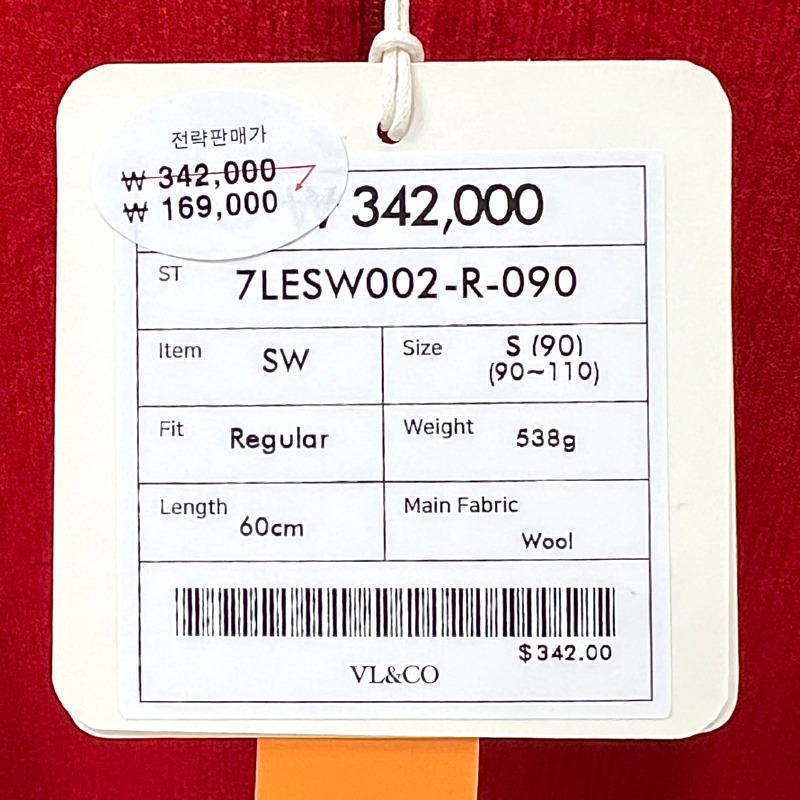 전략판매가
₩ 342,000
₩ 169,000
342,000
ST 7LESW002-R-090
Item SW
Size S (90)
(90~110)
Fit Regular
Weight 538g
Length 60cm
Main Fabric
Wool
$342.00
VL&CO